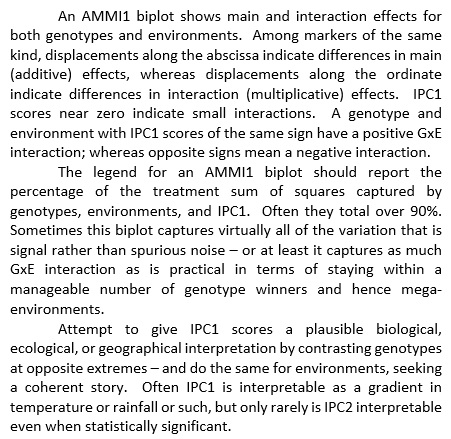 An AMMI1 biplot shows main and interaction effects for
both genotypes and environments. Among markers of the same
kind, displacements along the abscissa indicate differences in main
(additive) effects, whereas displacements along the ordinate
indicate differences in interaction (multiplicative) effects. IPC1
scores near zero indicate small interactions. A genotype and
environment with IPC1 scores of the same sign have a positive GxE
interaction; whereas opposite signs mean a negative interaction.
The legend for an AMMI1 biplot should report the
percentage of the treatment sum of squares captured by
genotypes, environments, and IPC1. Often they total over 90%.
Sometimes this biplot captures virtually all of the variation that is
signal rather than spurious noise – or at least it captures as much
GxE interaction as is practical in terms of staying within a
manageable number of genotype winners and hence mega-
environments.
Attempt to give IPC1 scores a plausible biological,
ecological, or geographical interpretation by contrasting genotypes
at opposite extremes – and do the same for environments, seeking
a coherent story. Often IPC1 is interpretable as a gradient in
temperature or rainfall or such, but only rarely is IPC2 interpretable
even when statistically significant.